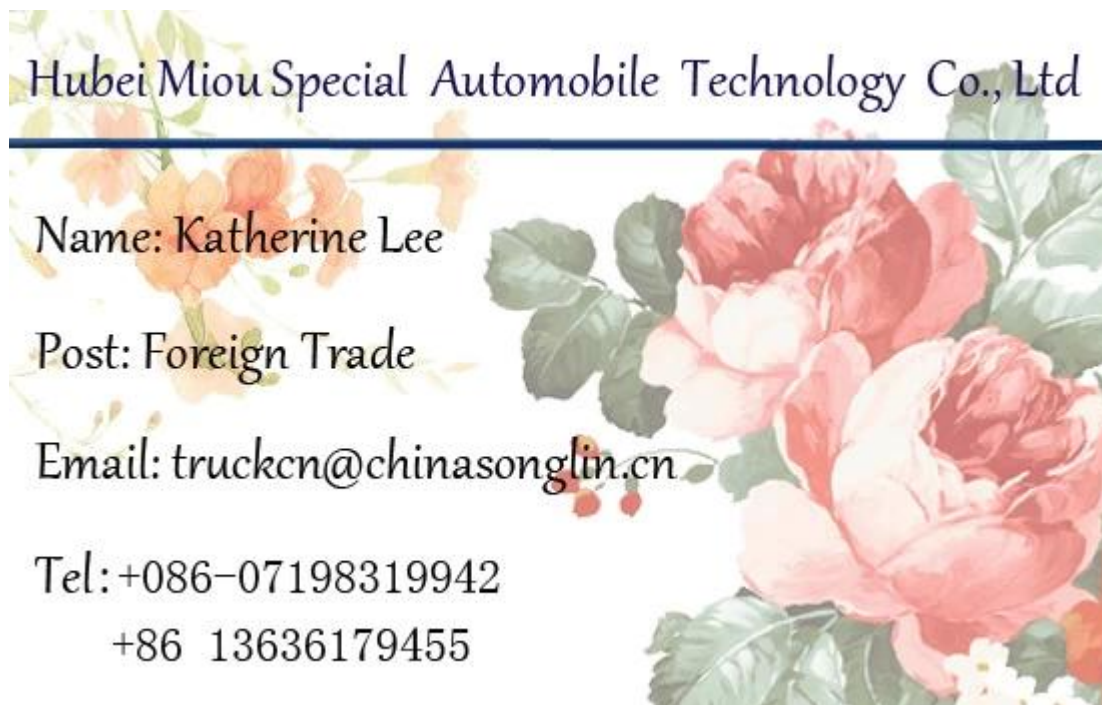 Hubei Miou Special Automobile Technology Co., Ltd
Name: Katherine Lee
Post: Foreign Trade
Email: truckcn@chinasonglin.cn
Tel: +086-07198319942
+86 13636179455